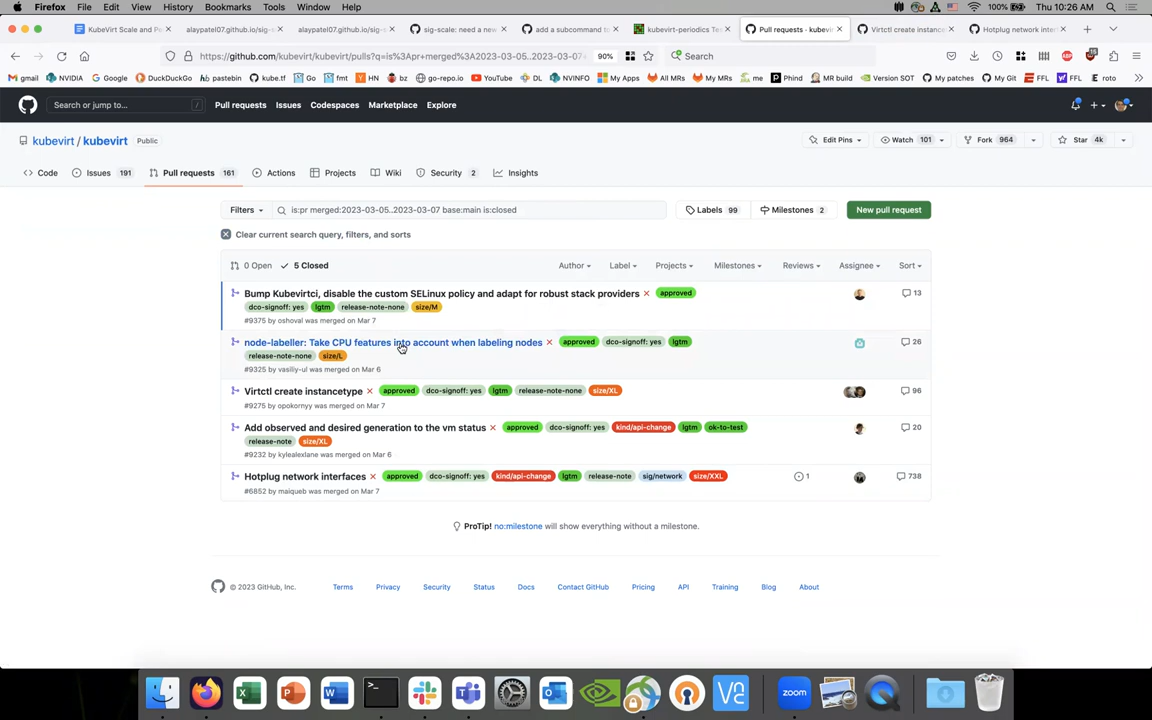 Firefox File Edit View History Bookmarks Tools Window Help 100% Thu 10:26 AM
KubeVirt Scale and Pe alaypatel07.github.io/sig-s alaypatel07.github.io/sig-s sig-scale: need a new add a subcommand to kubevirt-periodics Te Pull requests · kubevi Virtctl create instance Hotplug network inter
https://github.com/kubevirt/kubevirt/pulls?q=is%3Apr+merged%3A2023-03-05..2023-03-07+ 90% Search
gmail NVIDIA Google DuckDuckGo pastebin kube.tf Go bz go-repo.io YouTube DL NVINFO My Apps All MRs My MRs me Phind MR build Version SOT My patches My Git FFL FFL roto
Search or jump to... / Pull requests Issues Codespaces Marketplace Explore
kubevirt / kubevirt Public Edit Pins Watch 101 Fork 964 Star 4k
Code Issues 191 Pull requests 161 Actions Projects Wiki Security 2 Insights
Filters is:pr merged:2023-03-05..2023-03-07 base:main is:closed Labels 99 Milestones 2 New pull request
Clear current search query, filters, and sorts
0 Open 5 Closed Author Label Projects Milestones Reviews Assignee Sort
Bump Kubevirtci, disable the custom SELinux policy and adapt for robust stack providers approved 13
dco-signoff: yes lgtm release-note-none size/M
#9375 by oshoval was merged on Mar 7
node-labeller: Take CPU features into account when labeling nodes approved dco-signoff: yes lgtm 26
release-note-none size/L
#9325 by vasiliy-ul was merged on Mar 6
Virtctl create instancetype approved dco-signoff: yes lgtm release-note-none size/XL 96
#9275 by opokornyy was merged on Mar 7
Add observed and desired generation to the vm status approved dco-signoff: yes kind/api-change lgtm ok-to-test 20
release-note size/XL
#9232 by kylealexlane was merged on Mar 6
Hotplug network interfaces approved dco-signoff: yes kind/api-change lgtm release-note sig/network size/XXL 1 738
#6852 by maiqueb was merged on Mar 7
ProTip! no:milestone will show everything without a milestone.
© 2023 GitHub, Inc. Terms Privacy Security Status Docs Contact GitHub Pricing API Training Blog About
zoom